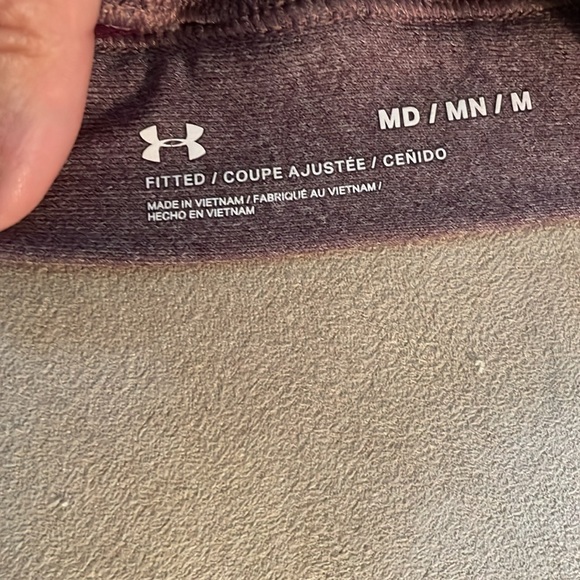 MD / MN / M
FITTED / COUPE AJUSTÉE / CEÑIDO
MADE IN VIETNAM / FABRIQUÉ AU VIETNAM /
HECHO EN VIETNAM